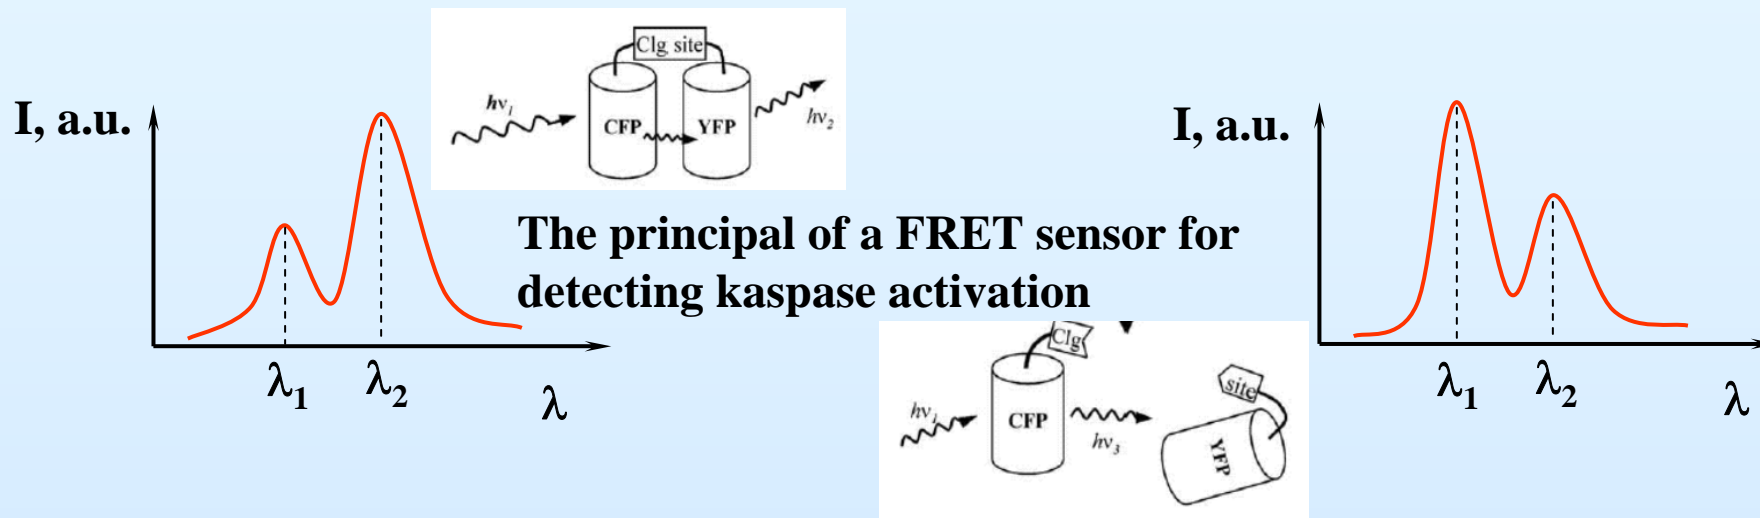 I, a.u.
λ₁ λ₂
λ
Clg site
hν₁
CFP
YFP
hν₂
The principal of a FRET sensor for
detecting kaspase activation
Clg
hν₁
CFP
hν₃
site
YFP
I, a.u.
λ₁ λ₂
λ